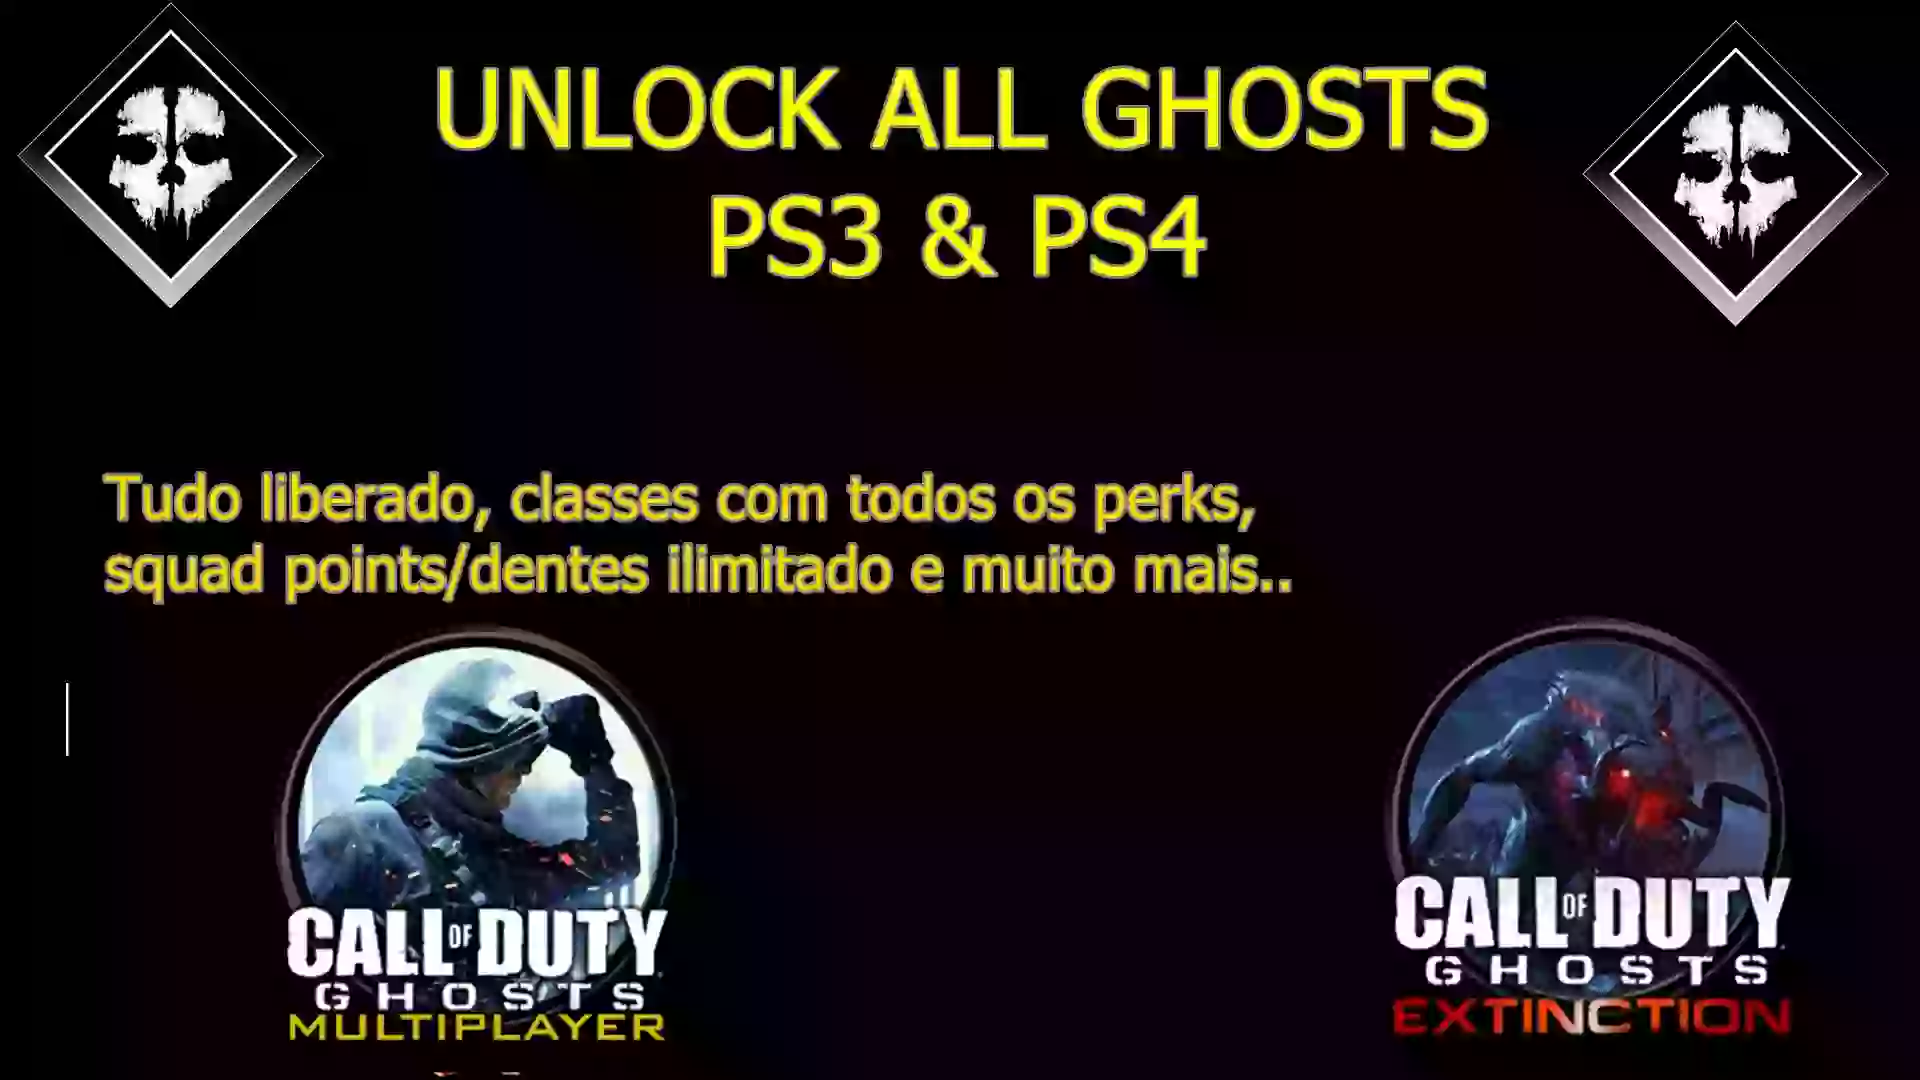 UNLOCK ALL GHOSTS
PS3 & PS4
Tudo liberado, classes com todos os perks,
squad points/dentes ilimitado e muito mais..
CALL OF DUTY
GHOSTS
MULTIPLAYER
CALL OF DUTY
GHOSTS
EXTINCTION